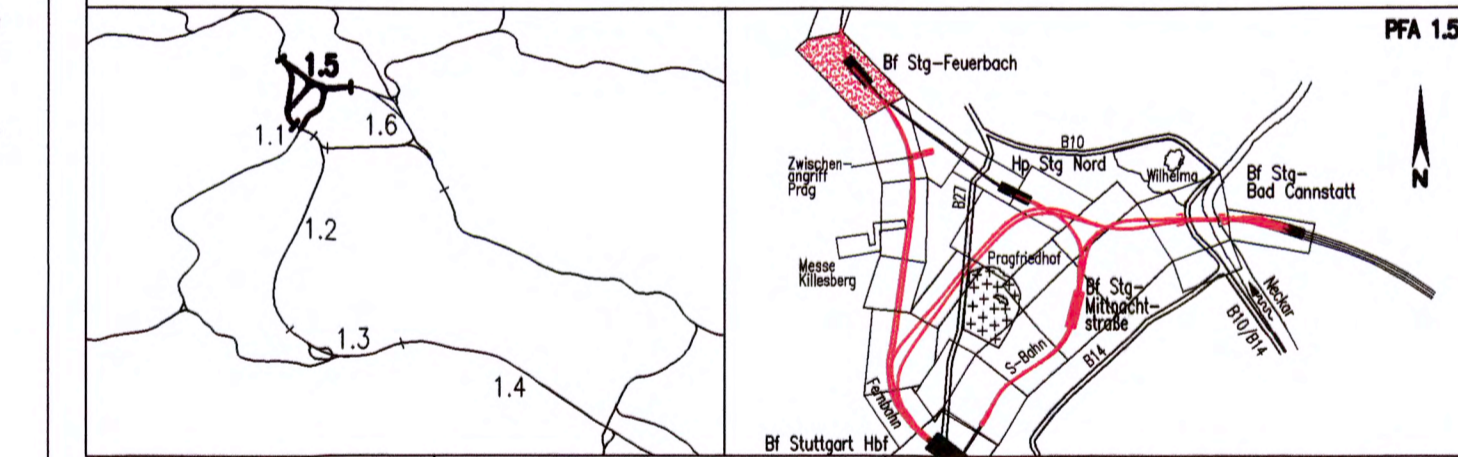 1.5
1.1
1.6
1.2
1.3
1.4
PFA 1.5
Bf Stg-Feuerbach
B10
Zwischen-
angriff
Prag
Hp Stg Nord
Wilhelma
Bf Stg-
Bad Cannstatt
N
B27
Messe
Killesberg
Pragfriedhof
Bf Stg-
Mittnacht-
straße
Neckar
B10/B14
S-Bahn
B14
Fernbahn
Bf Stuttgart Hbf